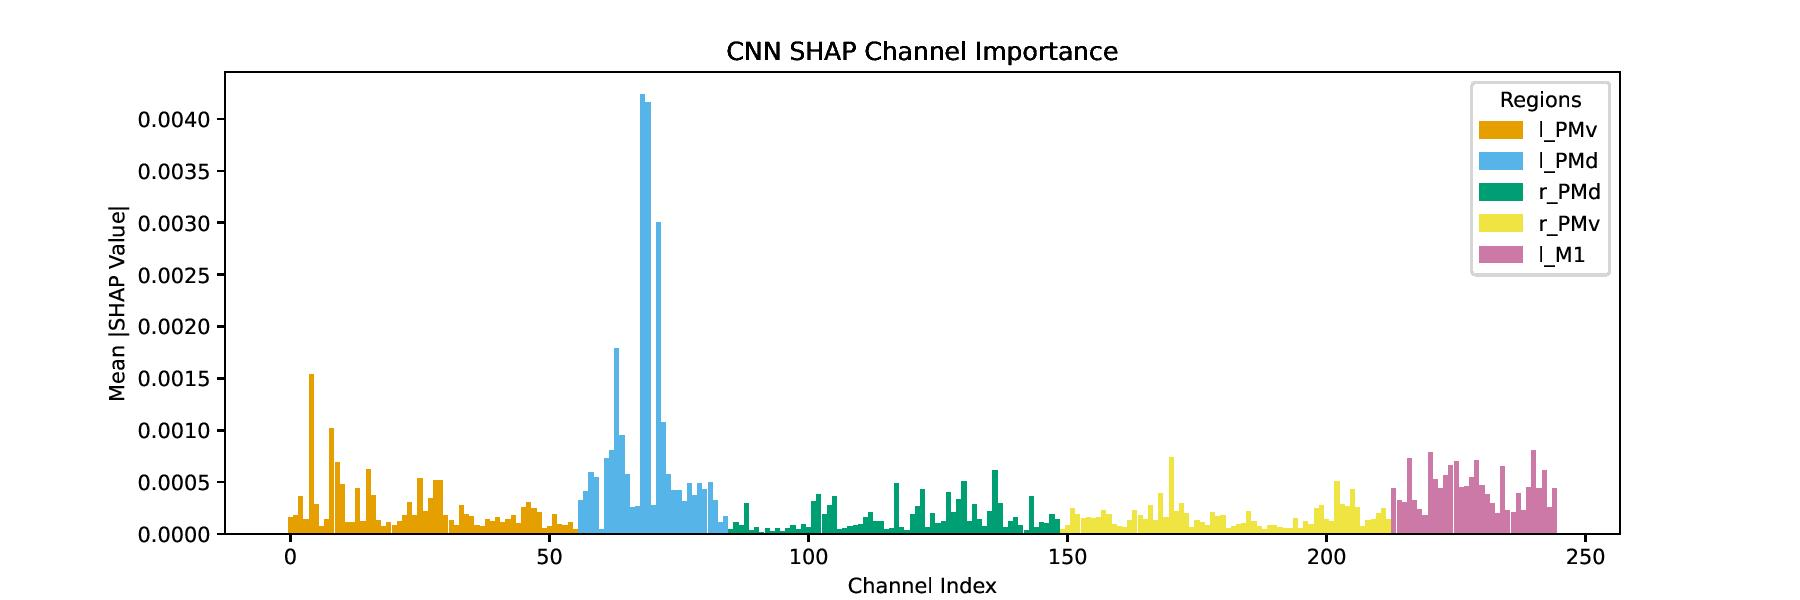 CNN SHAP Channel Importance
Mean |SHAP Value|
0.0040
0.0035
0.0030
0.0025
0.0020
0.0015
0.0010
0.0005
0.0000
0
50
100
150
200
250
Channel Index
Regions
l_PMv
l_PMd
r_PMd
r_PMv
l_M1